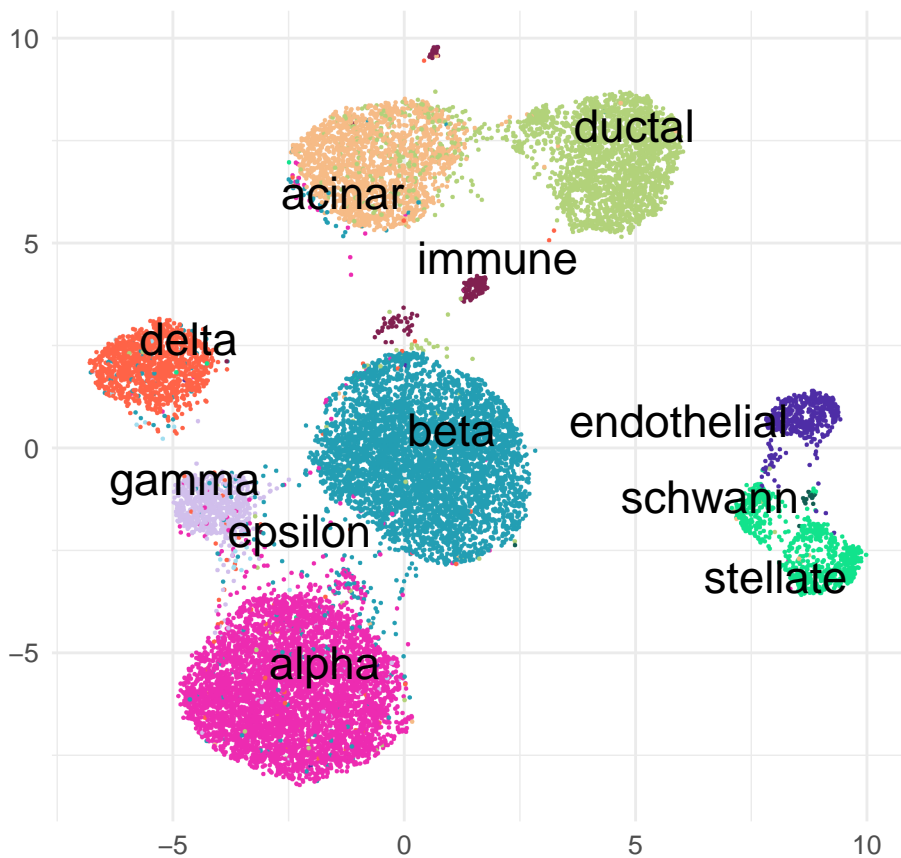 10
ductal
acinar
immune
5
delta
beta
endothelial
0
gamma
schwann
epsilon
stellate
alpha
−5
−5 0 5 10